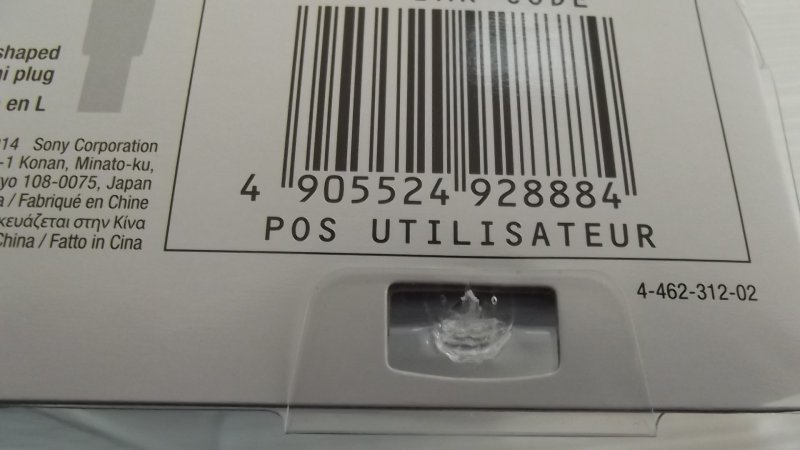 CODE
shaped
plug
en L
14 Sony Corporation
-1 Konan, Minato-ku,
yo 108-0075, Japan
a / Fabriqué en Chine
κευάζεται στην Κίνα
China / Fatto in Cina
4 905524 928884
POS UTILISATEUR
4-462-312-02